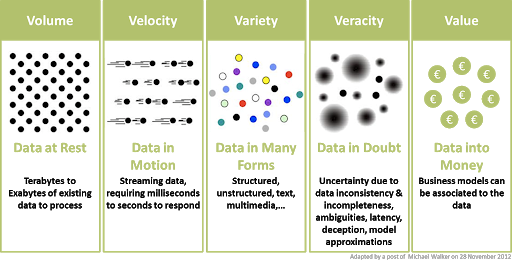 Volume
Data at Rest
Terabytes to
Exabytes of existing
data to process
Velocity
Data in
Motion
Streaming data,
requiring milliseconds
to seconds to respond
Variety
Data in Many
Forms
Structured,
unstructured, text,
multimedia,...
Veracity
Data in Doubt
Uncertainty due to
data inconsistency &
incompleteness,
ambiguities, latency,
deception, model
approximations
Value
€
€
€
€
€
€
€
€
Data into
Money
Business models can
be associated to the
data
Adapted by a post of Michael Walker on 28 November 2012